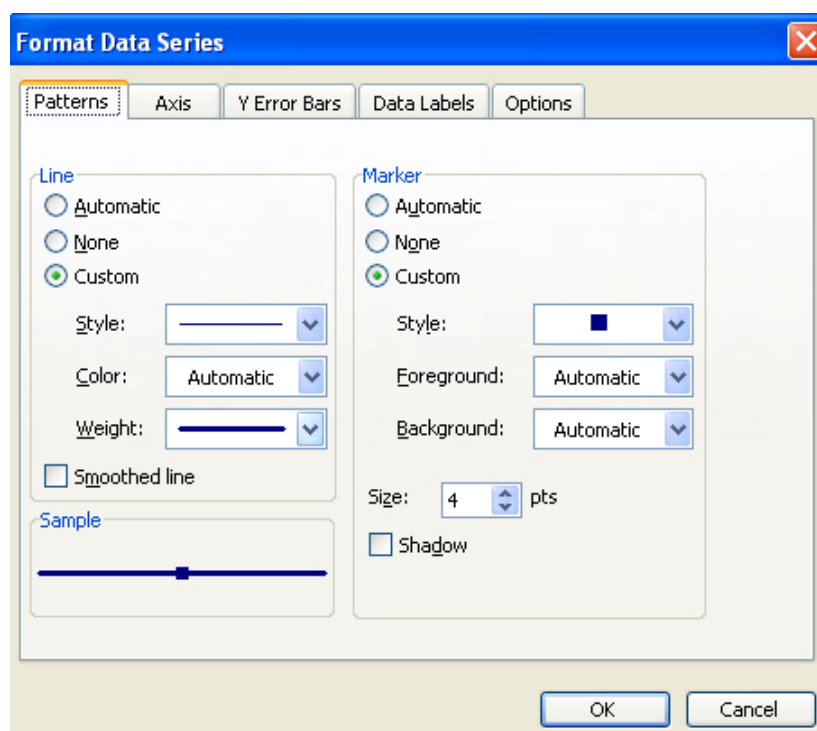 Format Data Series
Patterns Axis Y Error Bars Data Labels Options
Line
Automatic
None
Custom
Style:
Color: Automatic
Weight:
Smoothed line
Sample
Marker
Automatic
None
Custom
Style:
Foreground: Automatic
Background: Automatic
Size: 4 pts
Shadow
OK Cancel